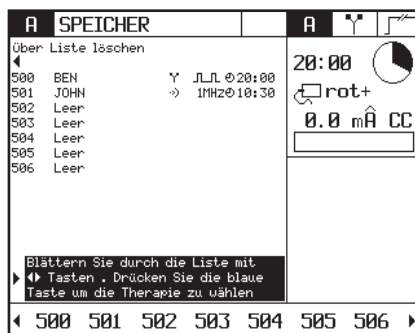 A SPEICHER
A
über Liste löschen
500 BEN 20:00
501 JOHN 1MHz 10:30
502 Leer
503 Leer
504 Leer
505 Leer
506 Leer
20:00
rot+
0.0 mÂ CC
Blättern Sie durch die Liste mit
Tasten . Drücken Sie die blaue
Taste um die Therapie zu wählen
500 501 502 503 504 505 506